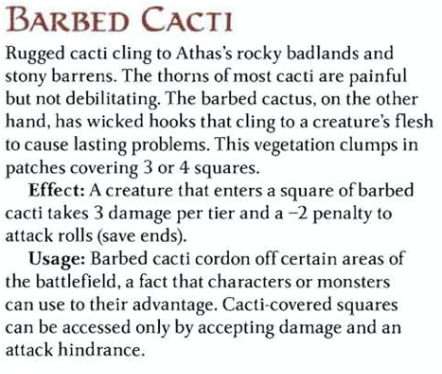 BARBED CACTI
Rugged cacti cling to Athas's rocky badlands and
stony barrens. The thorns of most cacti are painful
but not debilitating. The barbed cactus, on the other
hand, has wicked hooks that cling to a creature's flesh
to cause lasting problems. This vegetation clumps in
patches covering 3 or 4 squares.
Effect: A creature that enters a square of barbed
cacti takes 3 damage per tier and a −2 penalty to
attack rolls (save ends).
Usage: Barbed cacti cordon off certain areas of
the battlefield, a fact that characters or monsters
can use to their advantage. Cacti-covered squares
can be accessed only by accepting damage and an
attack hindrance.